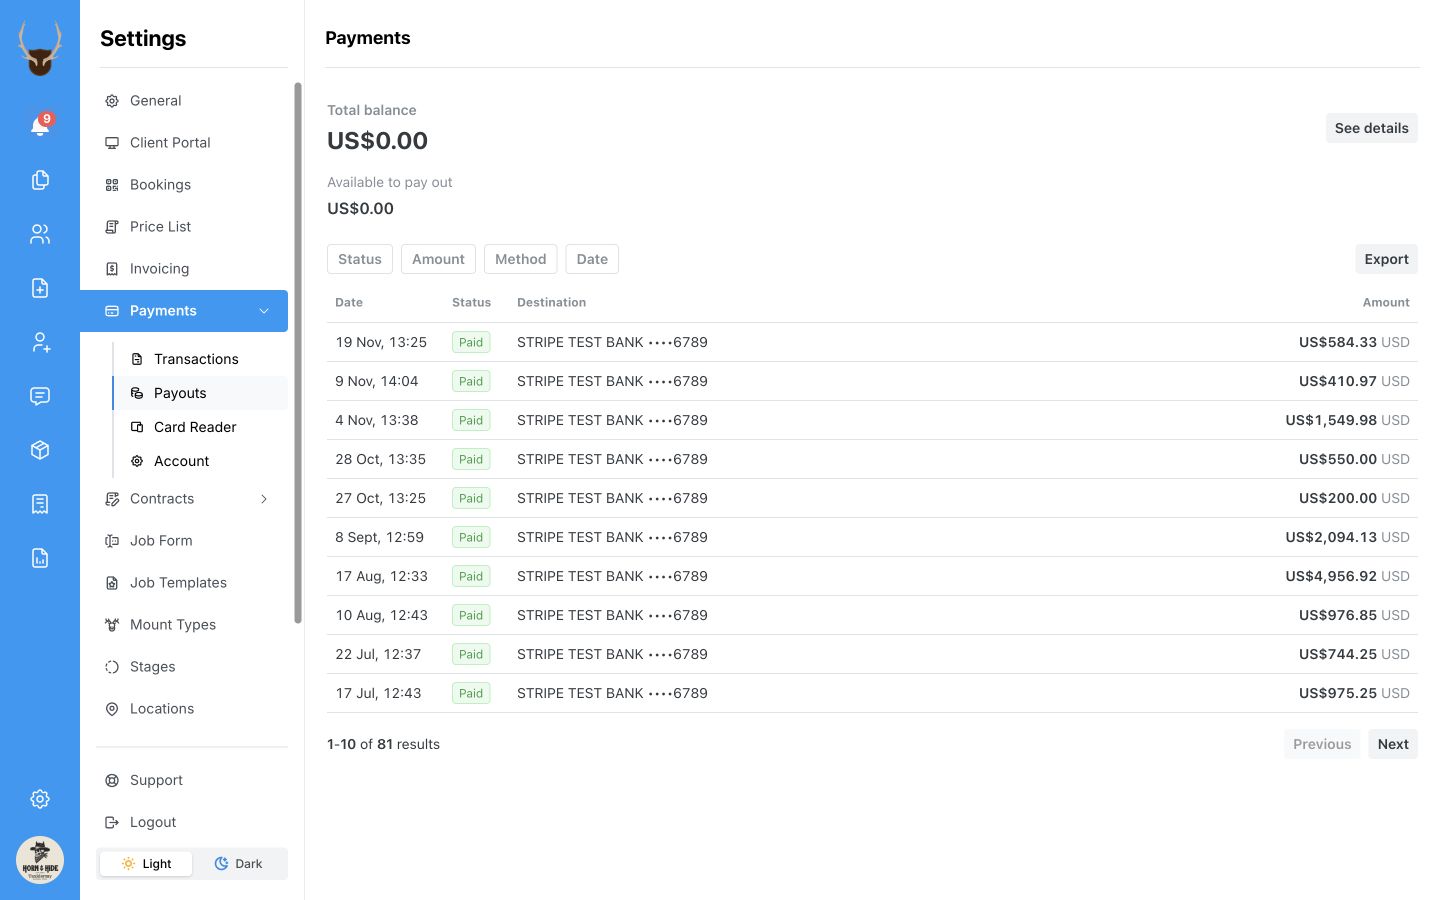 Settings
Payments
9
General
Client Portal
Bookings
Price List
Invoicing
Payments
Transactions
Payouts
Card Reader
Account
Contracts
Job Form
Job Templates
Mount Types
Stages
Locations
Support
Logout
Light Dark
HORN & HIDE
Taxidermy
Total balance
US$0.00
See details
Available to pay out
US$0.00
Status Amount Method Date Export
Date Status Destination Amount
19 Nov, 13:25 Paid STRIPE TEST BANK ••••6789 US$584.33 USD
9 Nov, 14:04 Paid STRIPE TEST BANK ••••6789 US$410.97 USD
4 Nov, 13:38 Paid STRIPE TEST BANK ••••6789 US$1,549.98 USD
28 Oct, 13:35 Paid STRIPE TEST BANK ••••6789 US$550.00 USD
27 Oct, 13:25 Paid STRIPE TEST BANK ••••6789 US$200.00 USD
8 Sept, 12:59 Paid STRIPE TEST BANK ••••6789 US$2,094.13 USD
17 Aug, 12:33 Paid STRIPE TEST BANK ••••6789 US$4,956.92 USD
10 Aug, 12:43 Paid STRIPE TEST BANK ••••6789 US$976.85 USD
22 Jul, 12:37 Paid STRIPE TEST BANK ••••6789 US$744.25 USD
17 Jul, 12:43 Paid STRIPE TEST BANK ••••6789 US$975.25 USD
1-10 of 81 results Previous Next